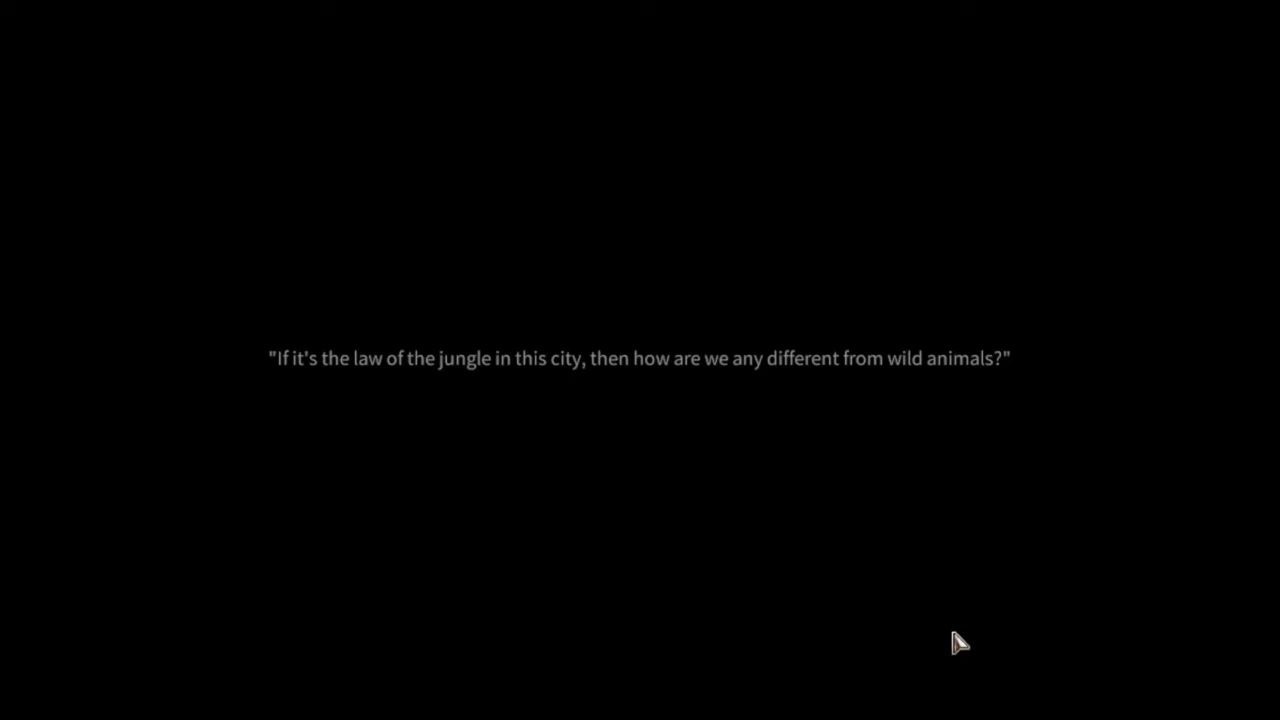 "If it's the law of the jungle in this city, then how are we any different from wild animals?"